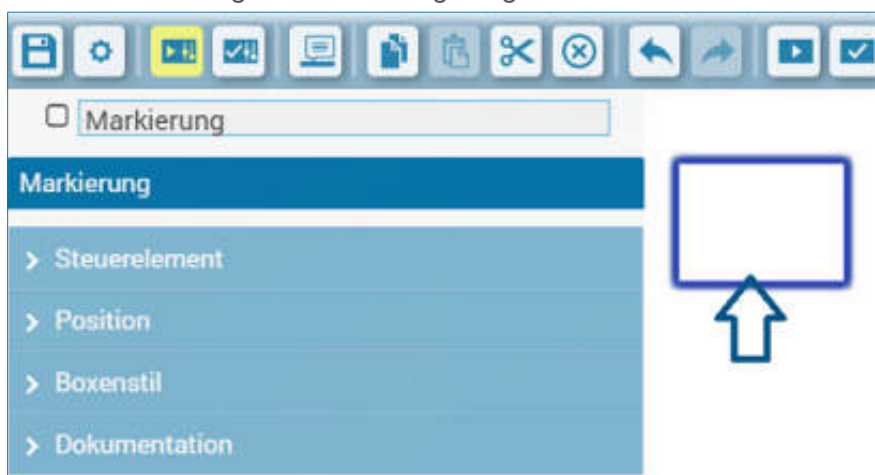 Markierung
Markierung
Steuerelement
Position
Boxenstil
Dokumentation